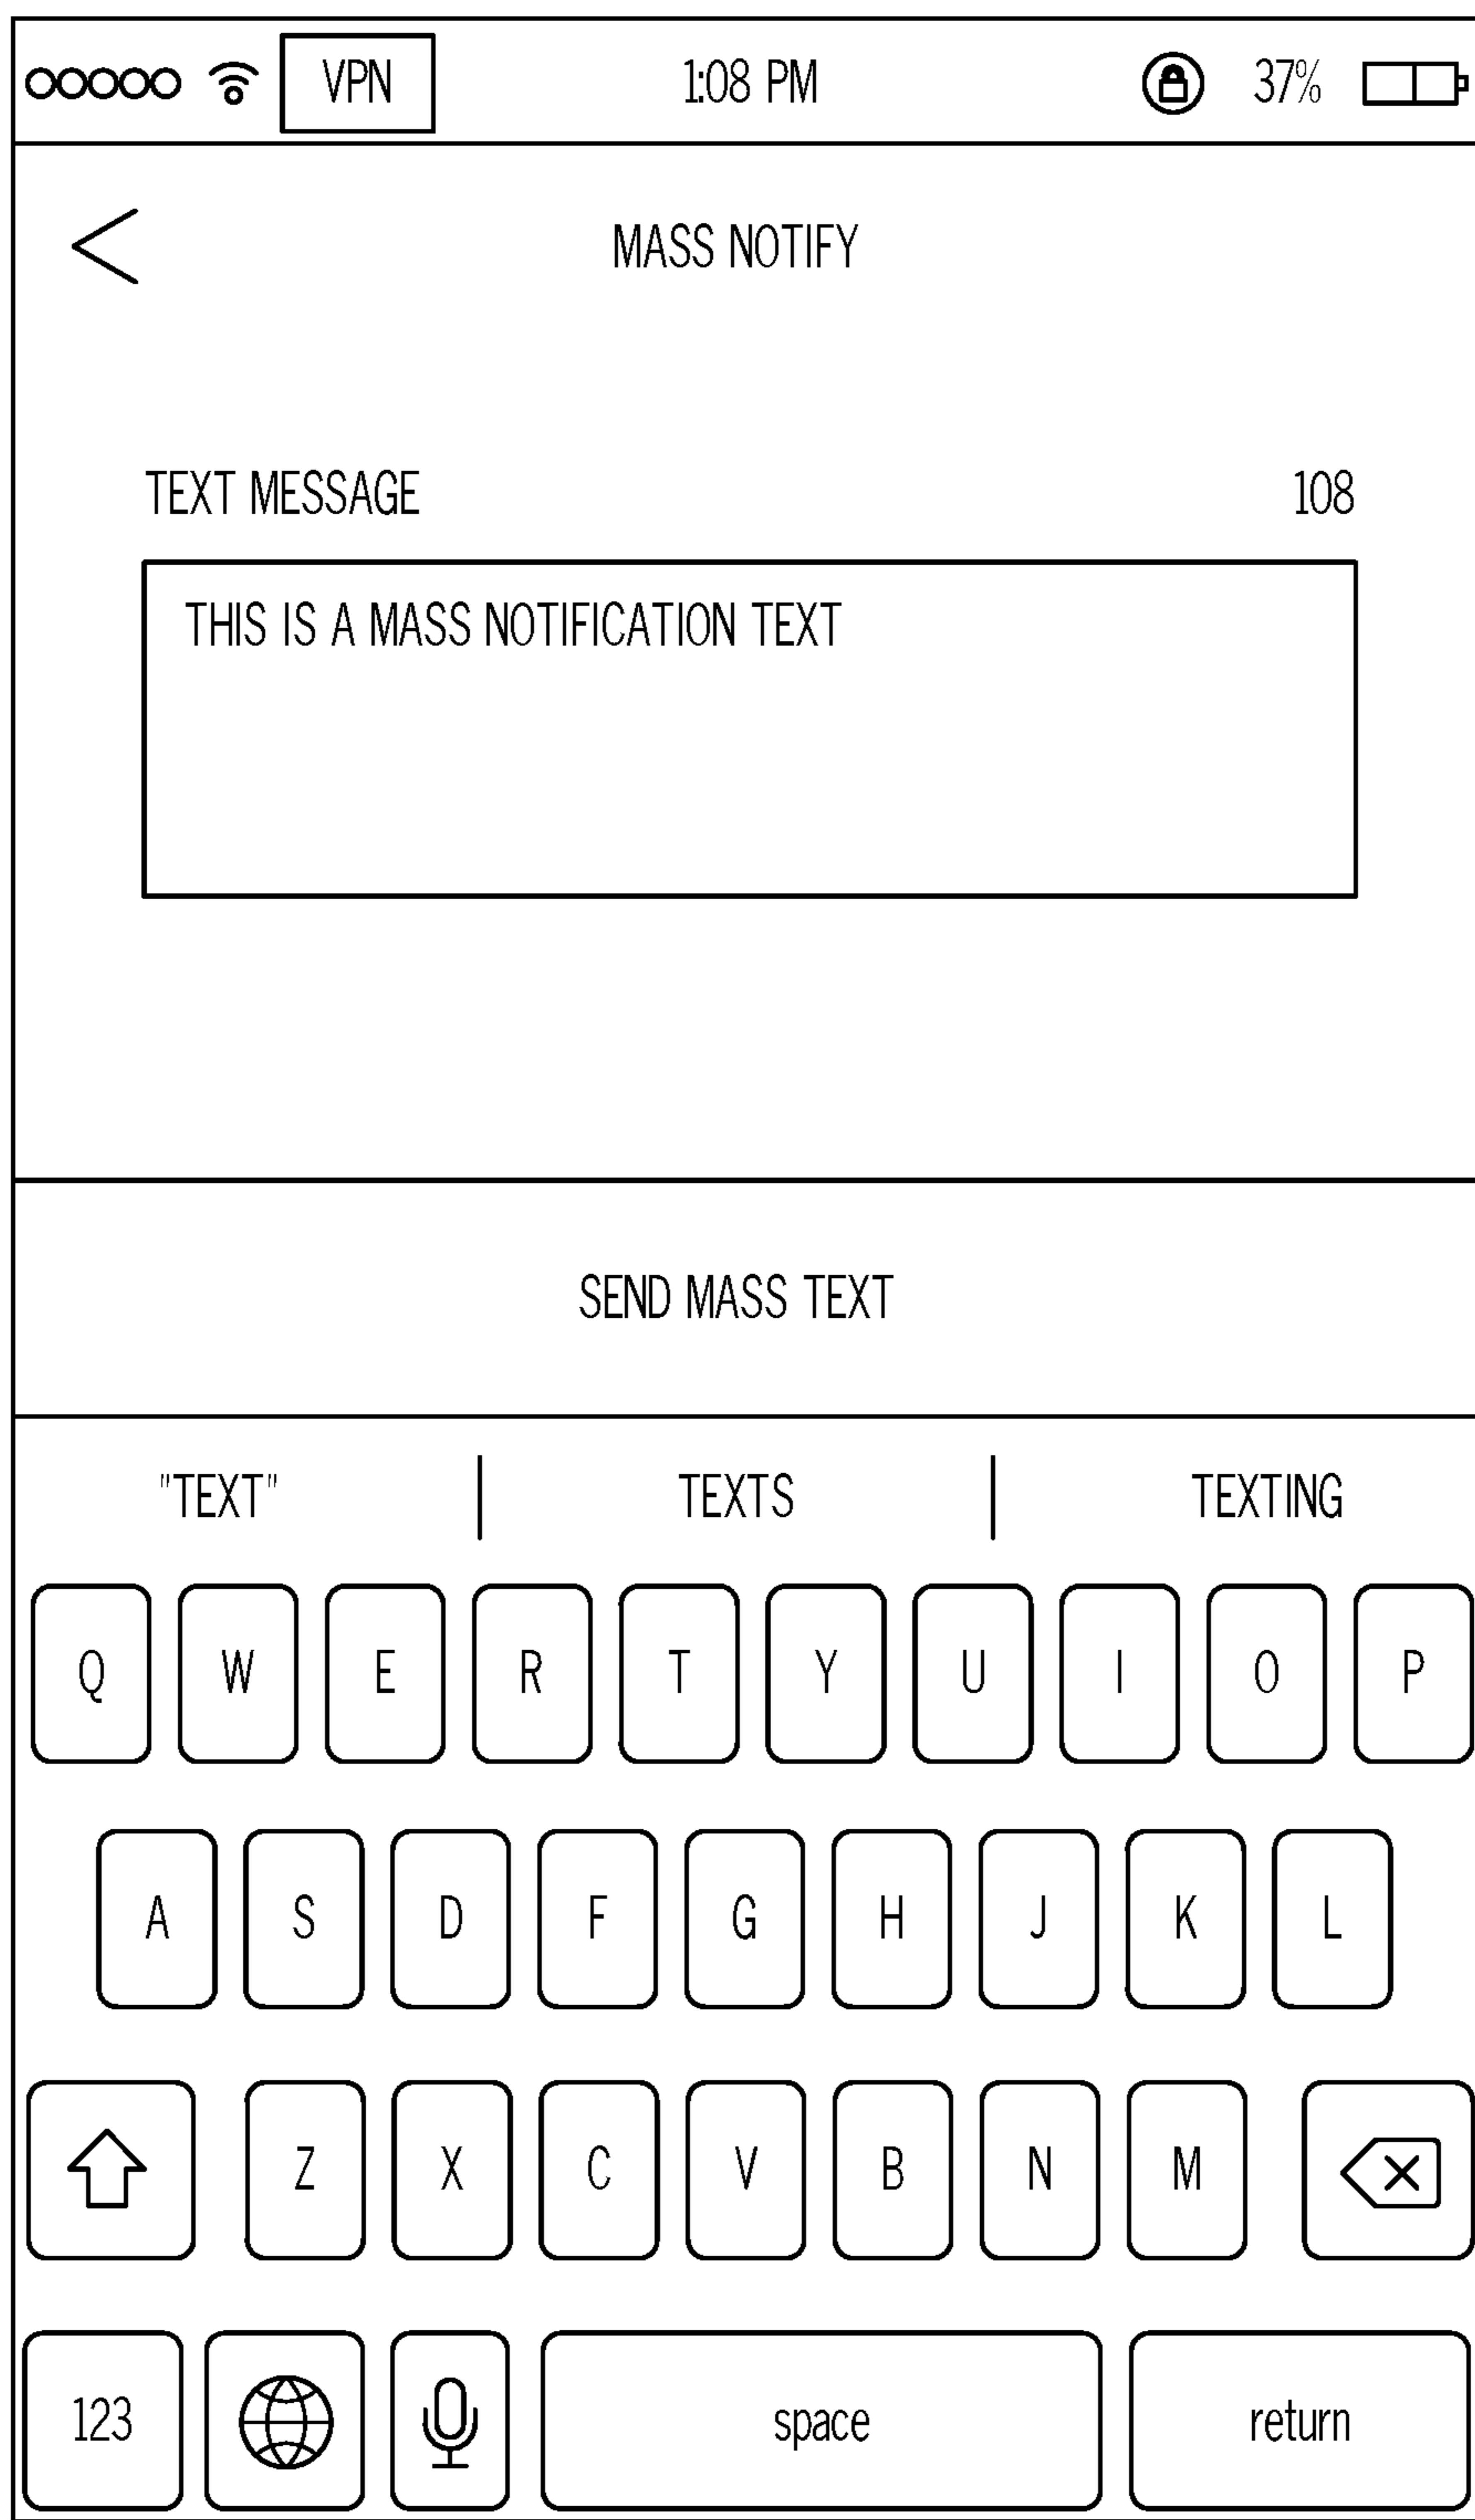 VPN 1:08 PM 37%
MASS NOTIFY
TEXT MESSAGE 108
THIS IS A MASS NOTIFICATION TEXT
SEND MASS TEXT
"TEXT" TEXTS TEXTING
Q W E R T Y U I O P
A S D F G H J K L
Z X C V B N M
123 space return